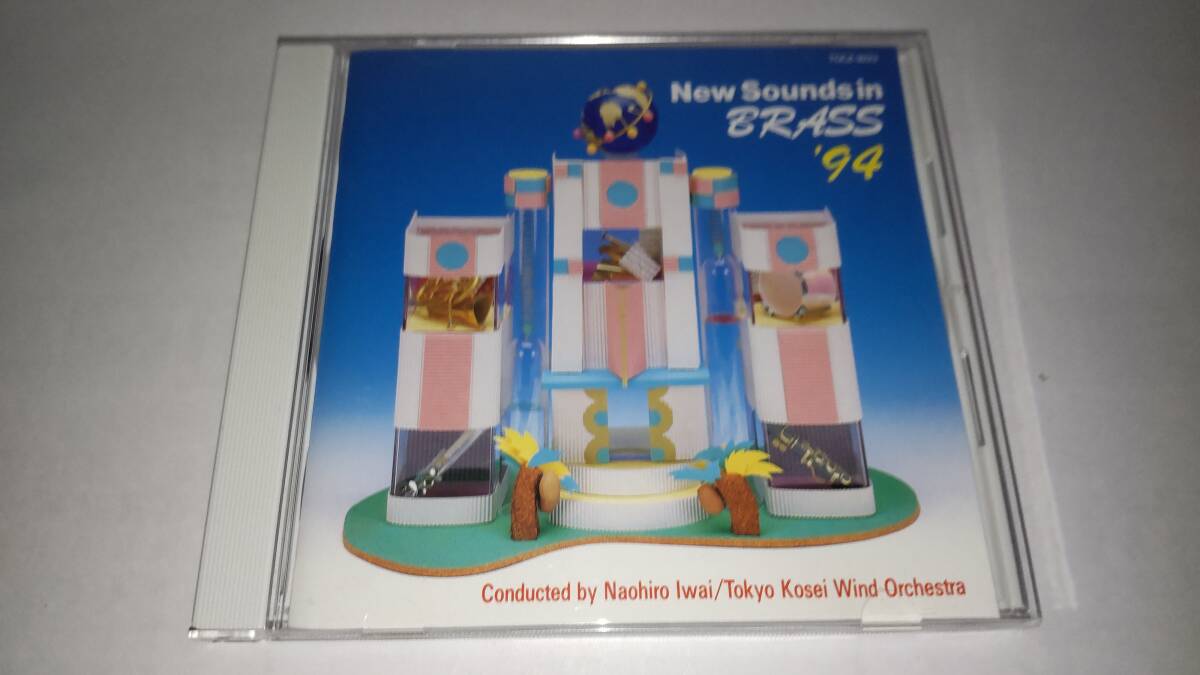 New Sounds in
BRASS
'94
Conducted by Naohiro Iwai/Tokyo Kosei Wind Orchestra